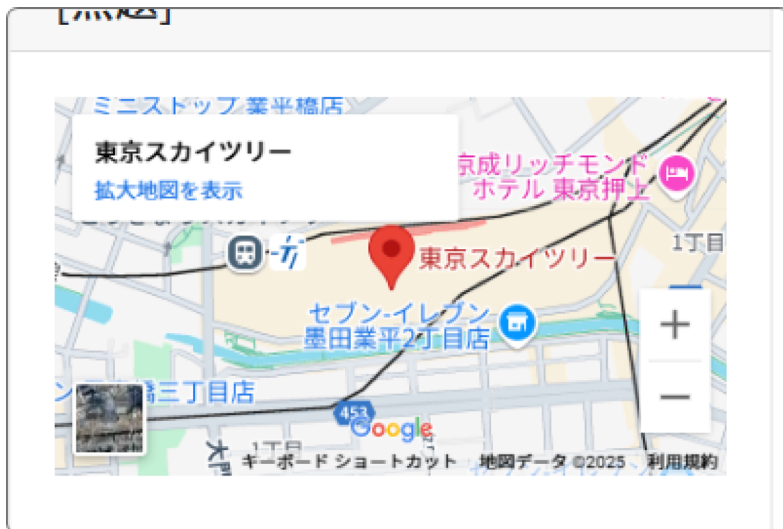 [無題]
ミニストップ 業平橋店
東京スカイツリー
拡大地図を表示
京成リッチモンド
ホテル 東京押上
1丁目
東京スカイツリー
セブン-イレブン
墨田業平2丁目店
橋三丁目店
453
Google
1丁目
キーボード ショートカット 地図データ ©2025 利用規約